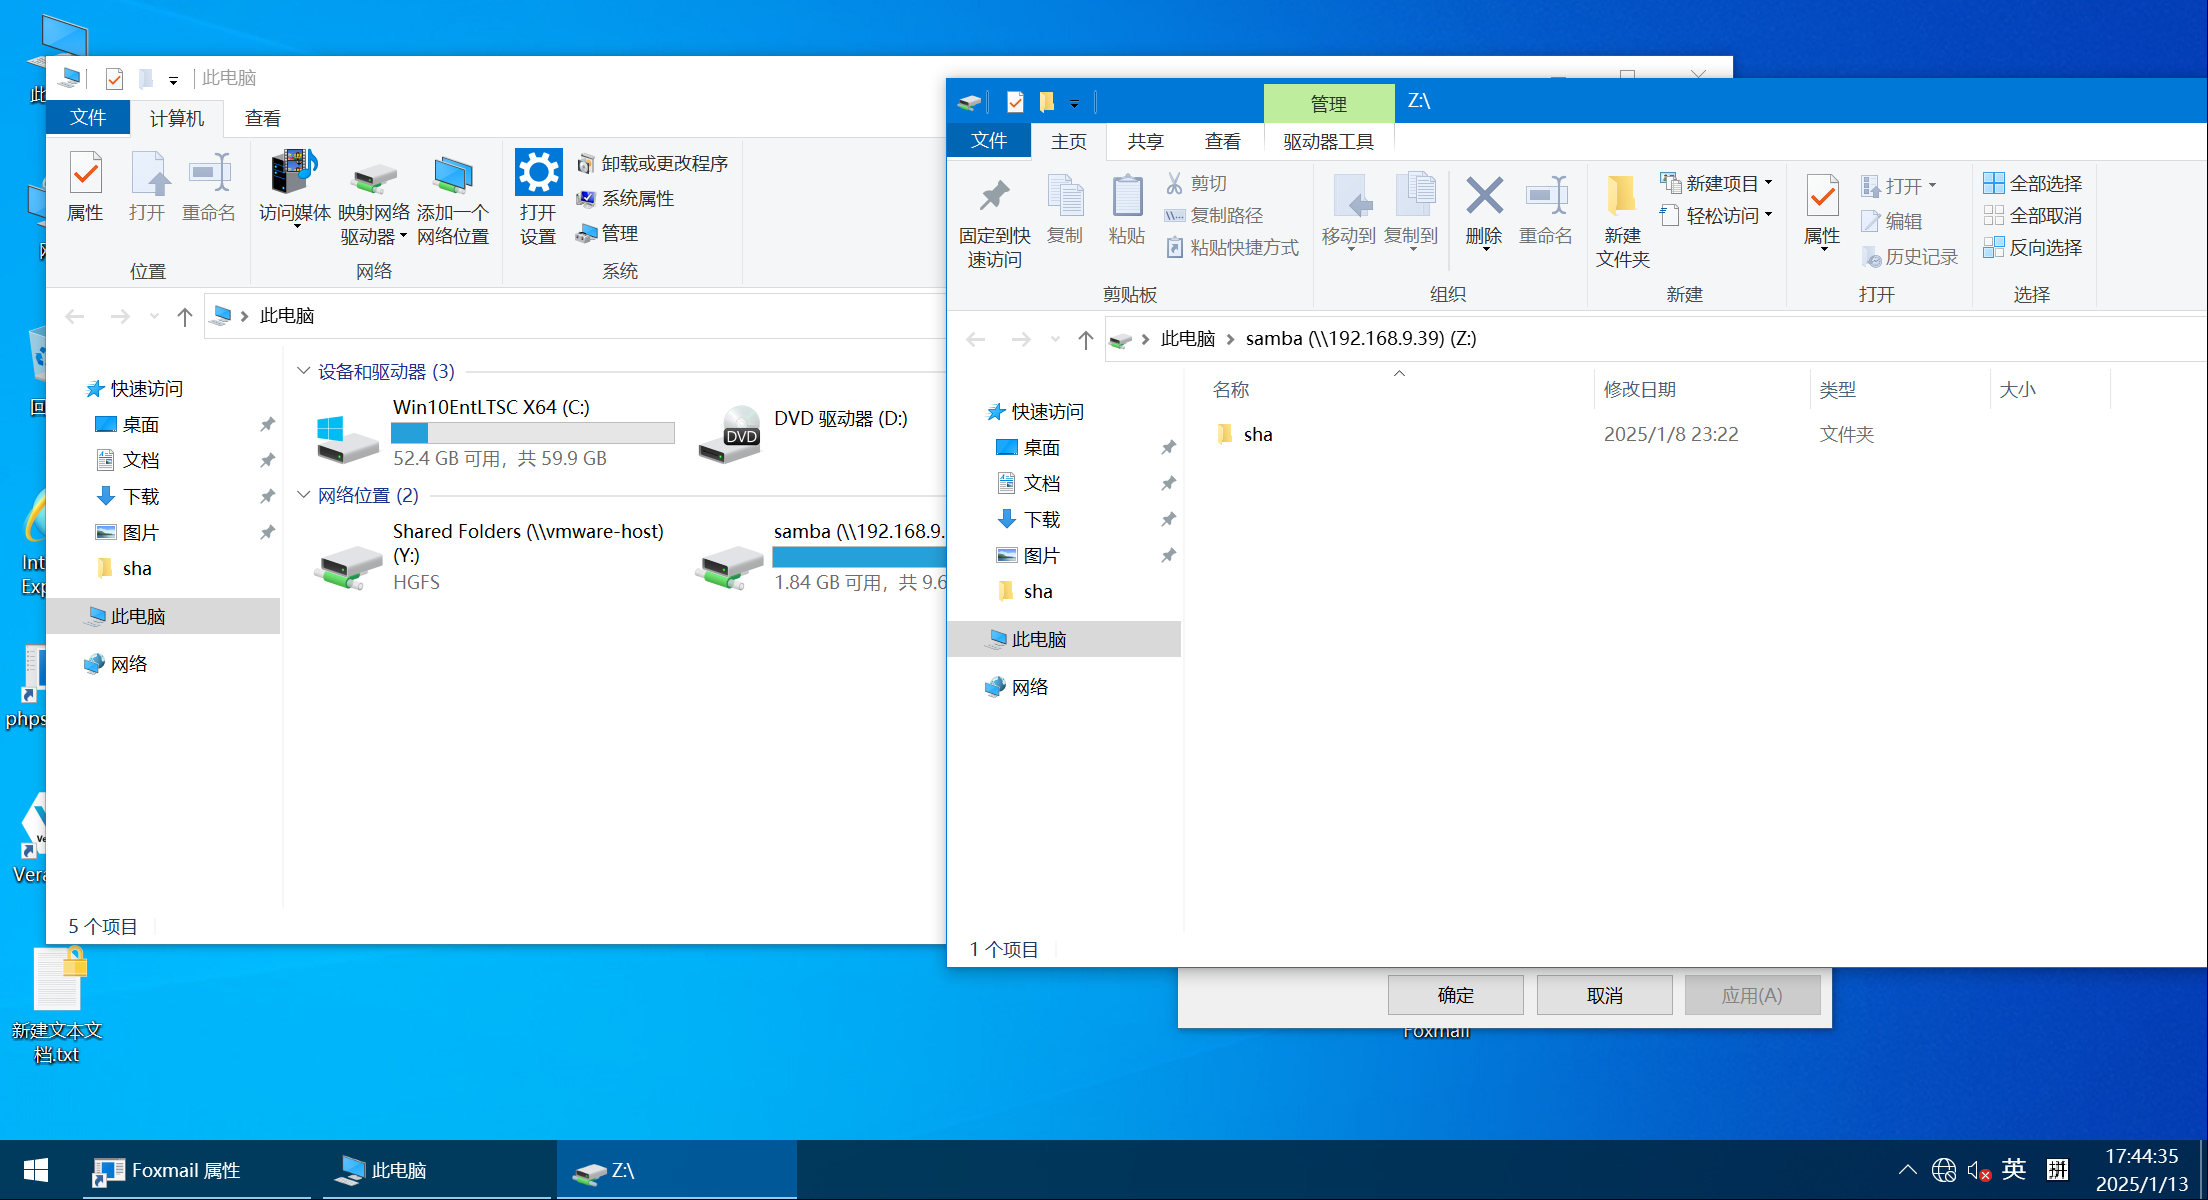 此电脑
文件
计算机
查看
属性
打开
重命名
访问媒体
映射网络
驱动器
添加一个
网络位置
打开
设置
卸载或更改程序
系统属性
管理
位置
网络
系统
此电脑
快速访问
桌面
文档
下载
图片
sha
此电脑
网络
设备和驱动器 (3)
Win10EntLTSC X64 (C:)
52.4 GB 可用，共 59.9 GB
DVD
DVD 驱动器 (D:)
网络位置 (2)
Shared Folders (\\vmware-host)
(Y:)
HGFS
samba (\\192.168.9.
1.84 GB 可用，共 9.6
5 个项目
管理
Z:\
文件
主页
共享
查看
驱动器工具
固定到快
速访问
复制
粘贴
剪切
复制路径
粘贴快捷方式
移动到
复制到
删除
重命名
新建
文件夹
新建项目
轻松访问
属性
打开
编辑
历史记录
全部选择
全部取消
反向选择
剪贴板
组织
新建
打开
选择
此电脑
samba (\\192.168.9.39) (Z:)
快速访问
桌面
文档
下载
图片
sha
此电脑
网络
名称
修改日期
类型
大小
sha
2025/1/8 23:22
文件夹
1 个项目
确定
取消
应用(A)
Foxmail
此
回
Int
Exp
phps
Vera
新建文本文
档.txt
Foxmail 属性
此电脑
Z:\
英
拼
17:44:35
2025/1/13